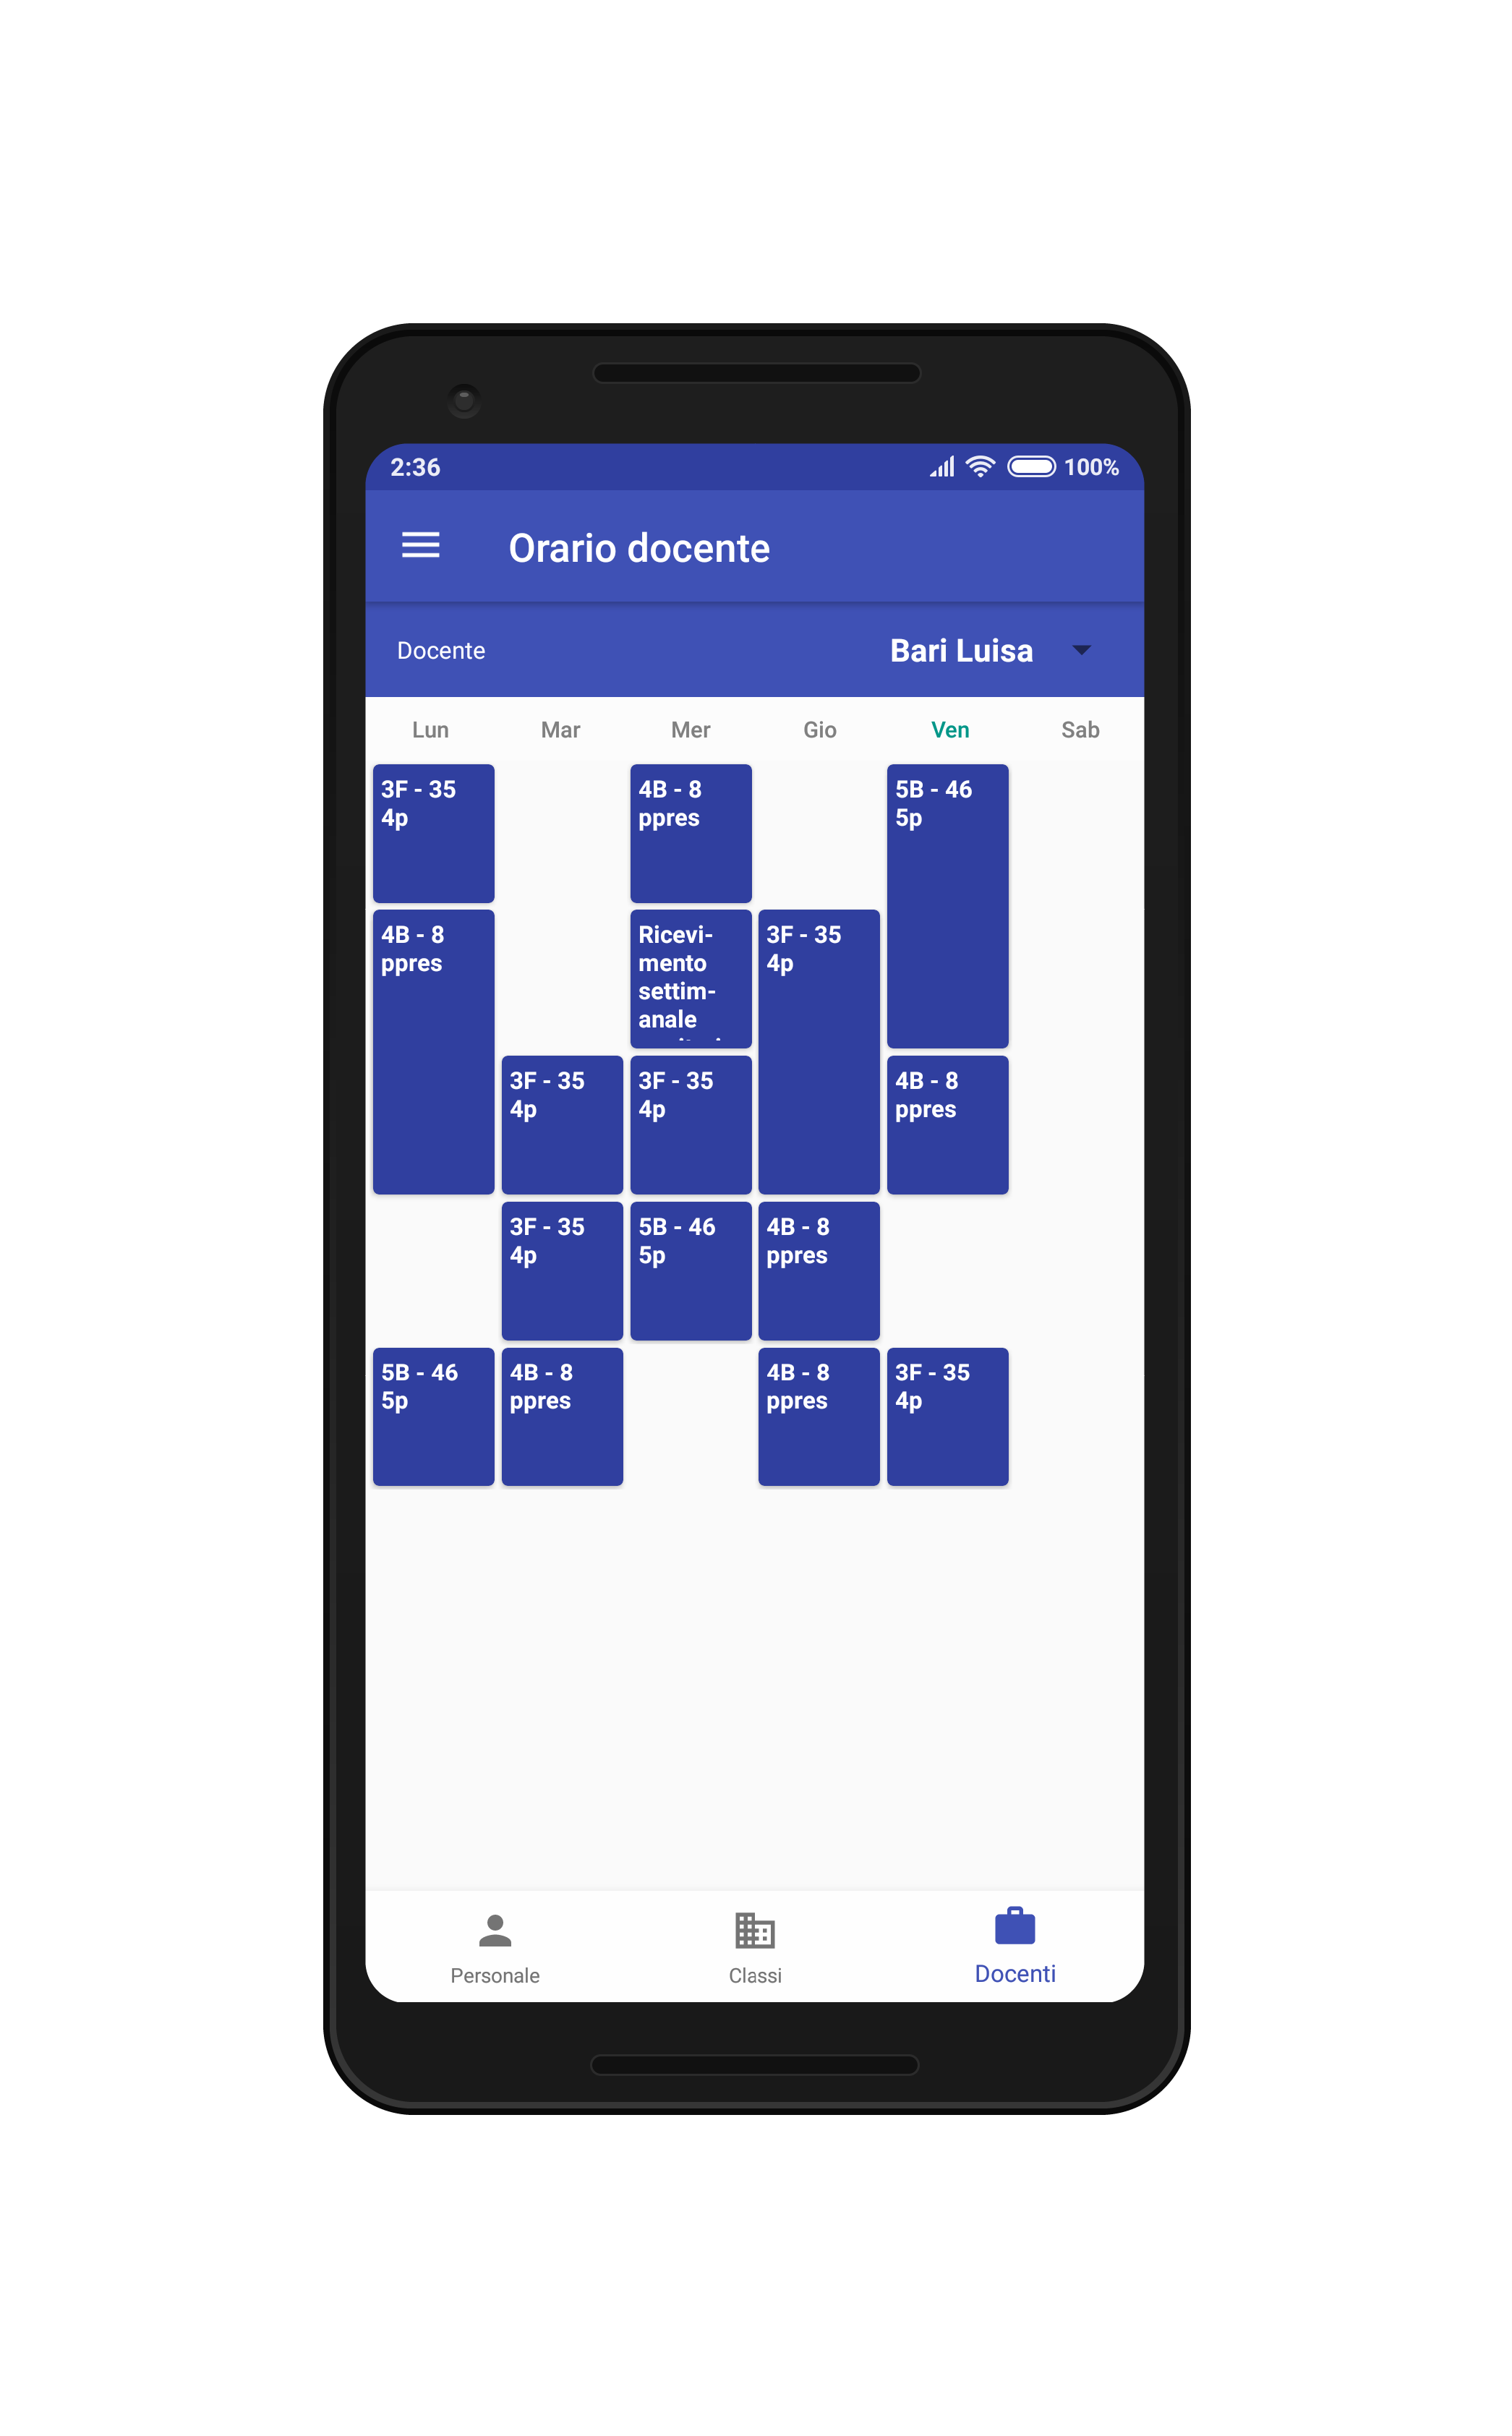 2:36
100%
Orario docente
Docente
Bari Luisa
Lun
Mar
Mer
Gio
Ven
Sab
3F - 35
4p
4B - 8
ppres
5B - 46
5p
4B - 8
ppres
Ricevi-
mento
settim-
anale
3F - 35
4p
3F - 35
4p
3F - 35
4p
4B - 8
ppres
3F - 35
4p
5B - 46
5p
4B - 8
ppres
5B - 46
5p
4B - 8
ppres
4B - 8
ppres
3F - 35
4p
Personale
Classi
Docenti